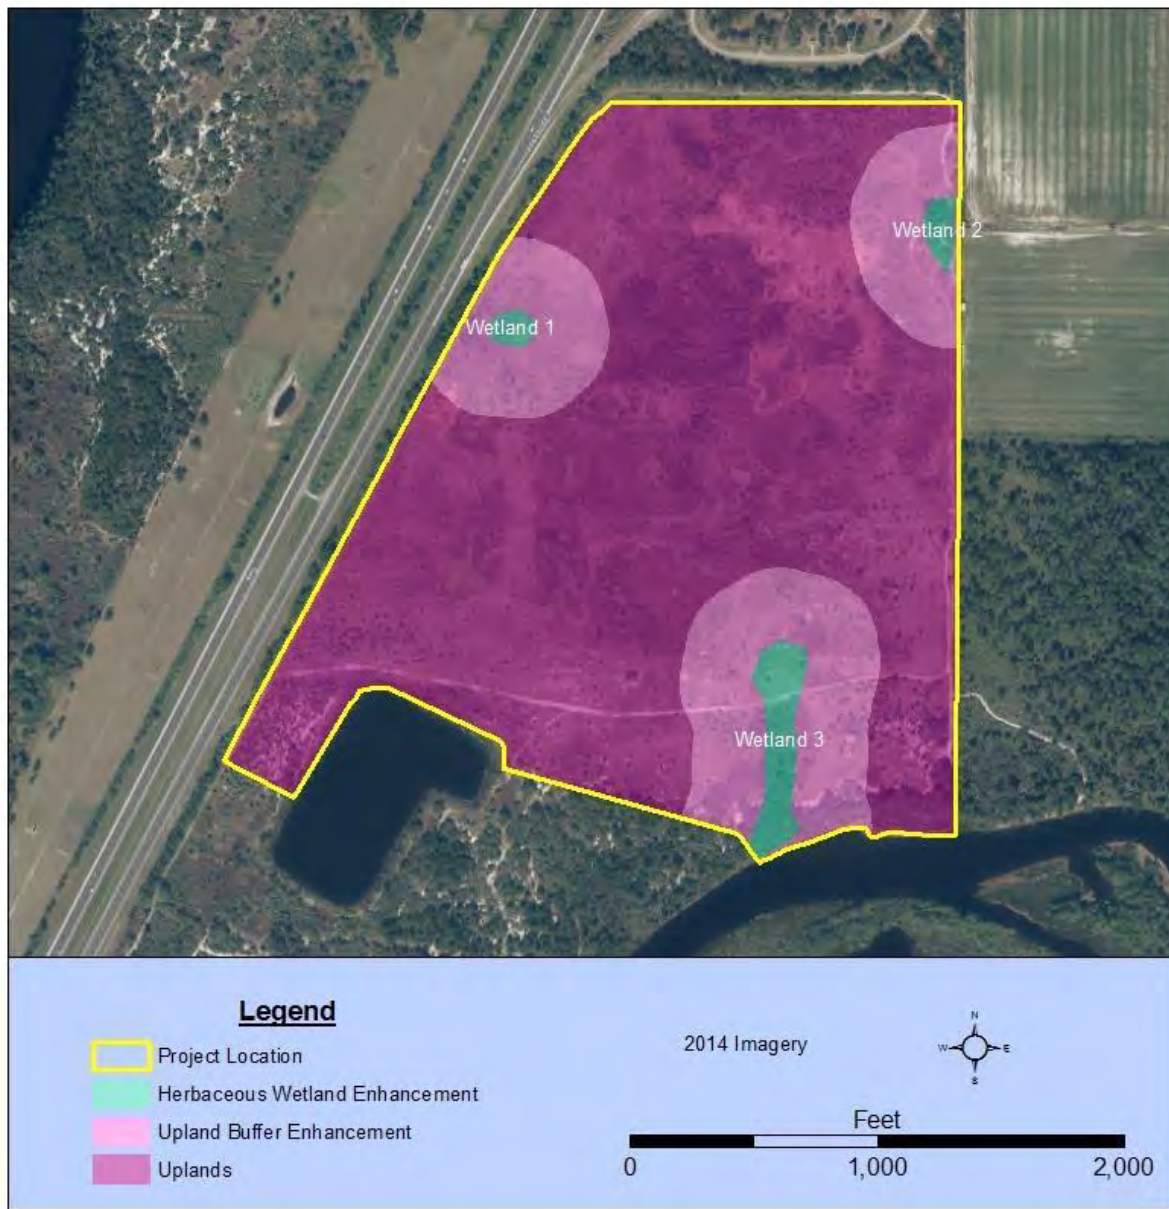 Wetland 2
Wetland 1
Wetland 3
Legend
Project Location
Herbaceous Wetland Enhancement
Upland Buffer Enhancement
Uplands
2014 Imagery
N
W E
S
Feet
0 1,000 2,000